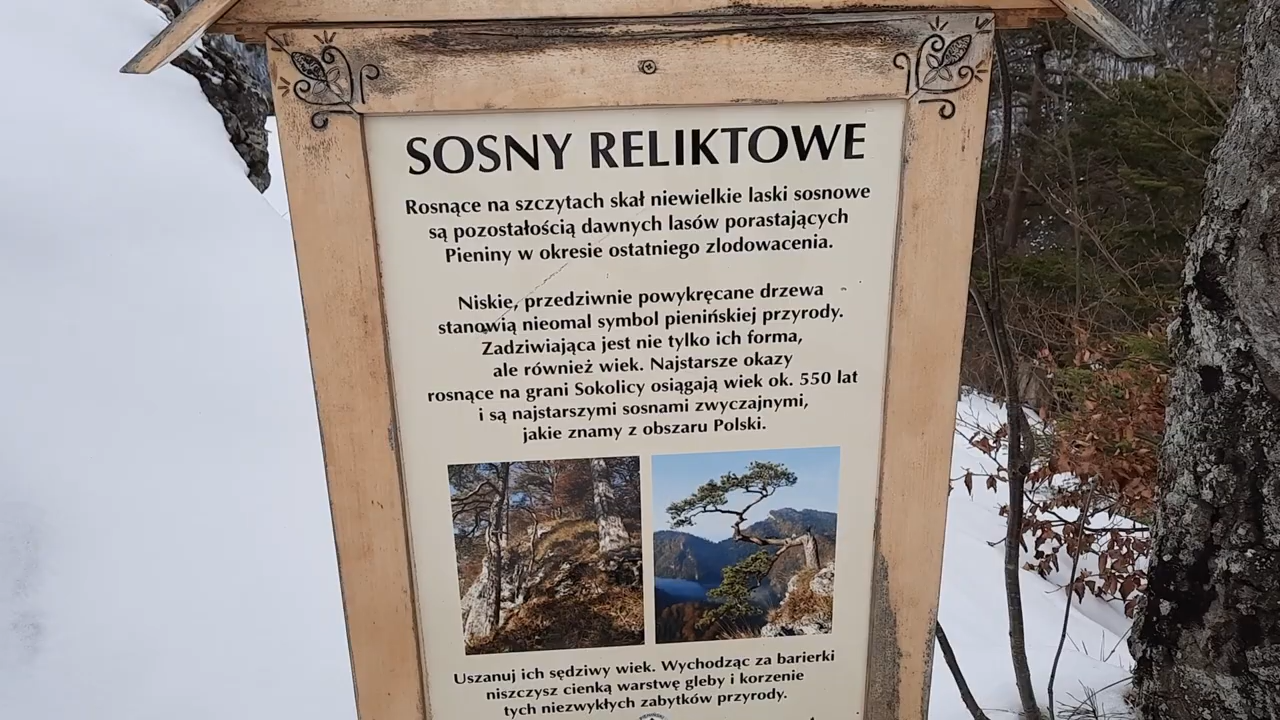 SOSNY RELIKTOWE
Rosnące na szczytach skał niewielkie laski sosnowe
są pozostałością dawnych lasów porastających
Pieniny w okresie ostatniego zlodowacenia.
Niskie, przedziwnie powykręcane drzewa
stanowią nieomal symbol pienińskiej przyrody.
Zadziwiająca jest nie tylko ich forma,
ale również wiek. Najstarsze okazy
rosnące na grani Sokolicy osiągają wiek ok. 550 lat
i są najstarszymi sosnami zwyczajnymi,
jakie znamy z obszaru Polski.
Uszanuj ich sędziwy wiek. Wychodząc za barierki
niszczysz cienką warstwę gleby i korzenie
tych niezwykłych zabytków przyrody.